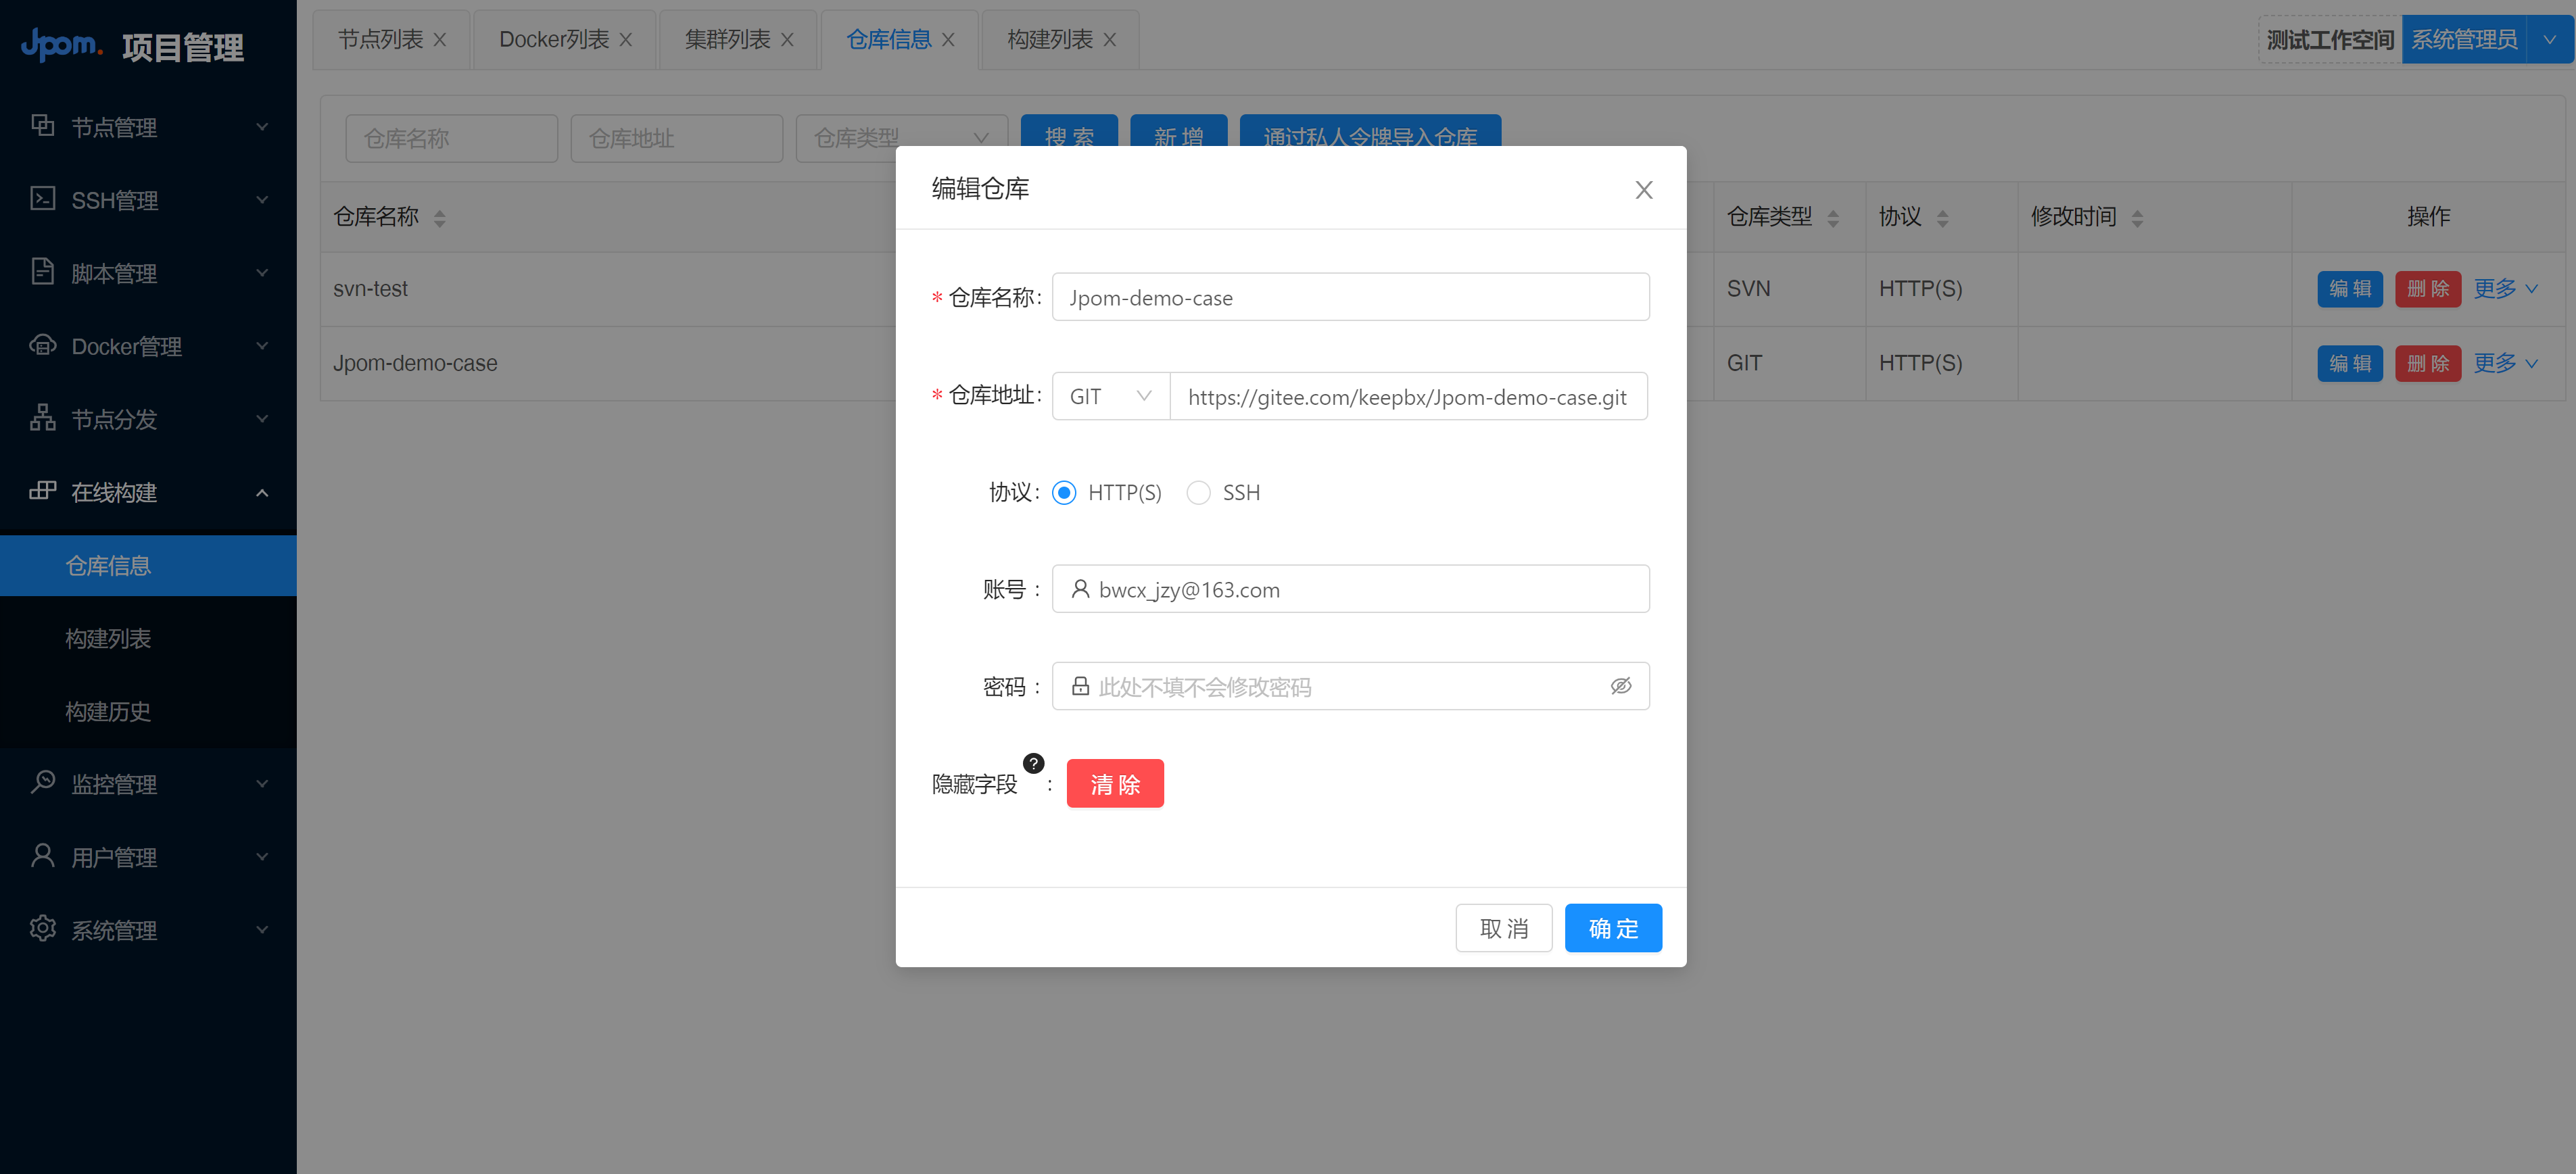 Jpom. 项目管理
节点列表
Docker列表
集群列表
仓库信息
构建列表
测试工作空间
系统管理员
节点管理
SSH管理
脚本管理
Docker管理
节点分发
在线构建
仓库信息
构建列表
构建历史
监控管理
用户管理
系统管理
仓库名称
仓库地址
仓库类型
搜 索
新 增
通过私人令牌导入仓库
仓库名称
仓库类型
协议
修改时间
操作
svn-test
SVN
HTTP(S)
编 辑
删 除
更多
Jpom-demo-case
GIT
HTTP(S)
编 辑
删 除
更多
编辑仓库
* 仓库名称:
Jpom-demo-case
* 仓库地址:
GIT
https://gitee.com/keepbx/Jpom-demo-case.git
协议:
HTTP(S)
SSH
账号 :
bwcx_jzy@163.com
密码 :
此处不填不会修改密码
隐藏字段 ? :
清 除
取 消
确 定